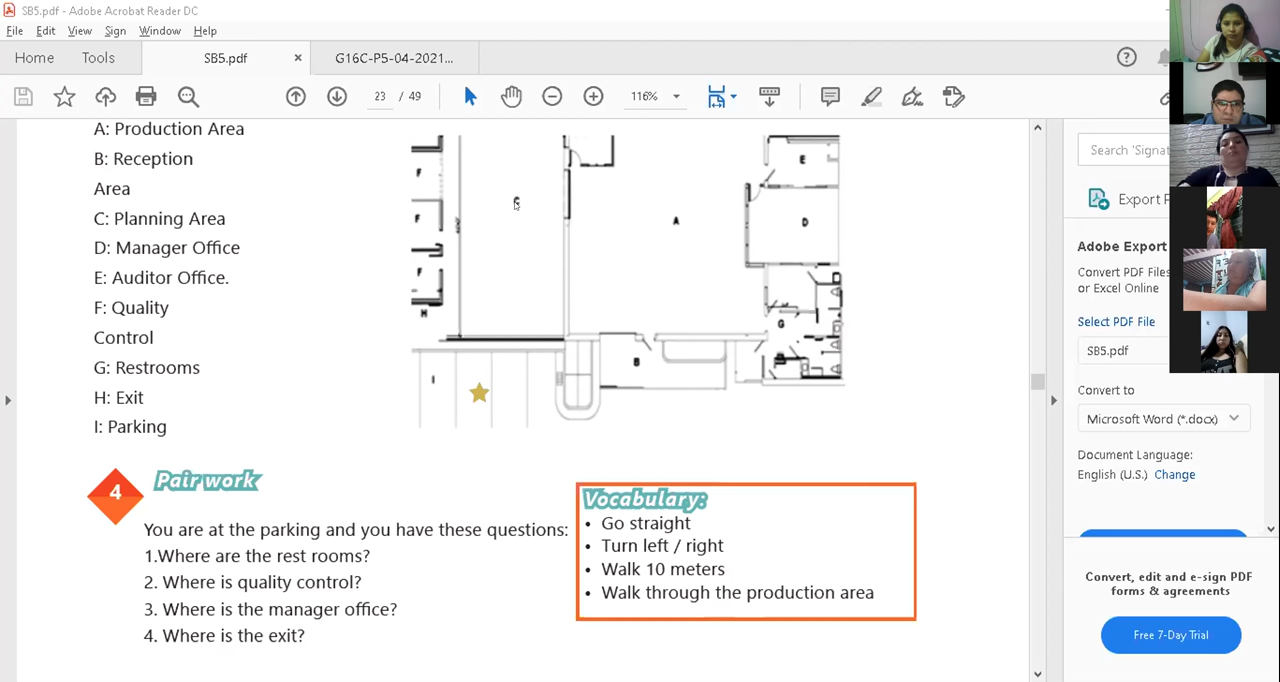 SB5.pdf - Adobe Acrobat Reader DC
File Edit View Sign Window Help
Home Tools SB5.pdf × G16C-P5-04-2021...
23 / 49 116%
A: Production Area
B: Reception
Area
C: Planning Area
D: Manager Office
E: Auditor Office.
F: Quality
Control
G: Restrooms
H: Exit
I: Parking
F
F
F
H
I
C
A
B
E
D
G
4
Pair work
You are at the parking and you have these questions:
1.Where are the rest rooms?
2. Where is quality control?
3. Where is the manager office?
4. Where is the exit?
Vocabulary:
• Go straight
• Turn left / right
• Walk 10 meters
• Walk through the production area
Search 'Signat
Export P
Adobe Export
Convert PDF Files
or Excel Online
Select PDF File
SB5.pdf
Convert to
Microsoft Word (*.docx)
Document Language:
English (U.S.) Change
Convert, edit and e-sign PDF
forms & agreements
Free 7-Day Trial